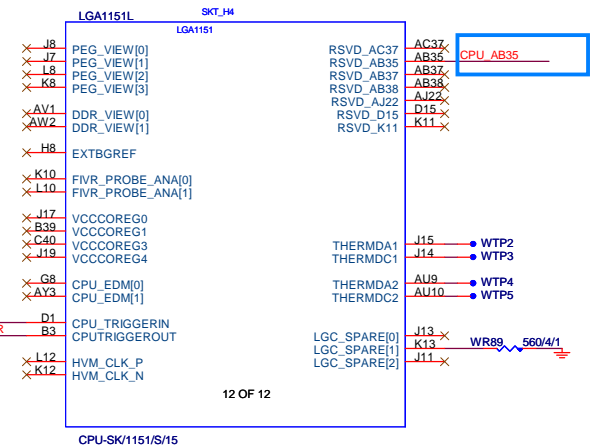 LGA1151L
SKT_H4
LGA1151
J8 PEG_VIEW[0] RSVD_AC37 AC37
J7 PEG_VIEW[1] RSVD_AB35 AB35 CPU_AB35
L8 PEG_VIEW[2] RSVD_AB37 AB37
K8 PEG_VIEW[3] RSVD_AB38 AB38
RSVD_AJ22 AJ22
AV1 DDR_VIEW[0] RSVD_D15 D15
AW2 DDR_VIEW[1] RSVD_K11 K11
H8 EXTBGREF
K10 FIVR_PROBE_ANA[0]
L10 FIVR_PROBE_ANA[1]
J17 VCCCOREG0
B39 VCCCOREG1
C40 VCCCOREG3 THERMDA1 J15 WTP2
J19 VCCCOREG4 THERMDC1 J14 WTP3
G8 CPU_EDM[0] THERMDA2 AU9 WTP4
AY3 CPU_EDM[1] THERMDC2 AU10 WTP5
D1 CPU_TRIGGERIN
R B3 CPUTRIGGEROUT LGC_SPARE[0] J13
LGC_SPARE[1] K13 WR89 560/4/1
L12 HVM_CLK_P LGC_SPARE[2] J11
K12 HVM_CLK_N
12 OF 12
CPU-SK/1151/S/15